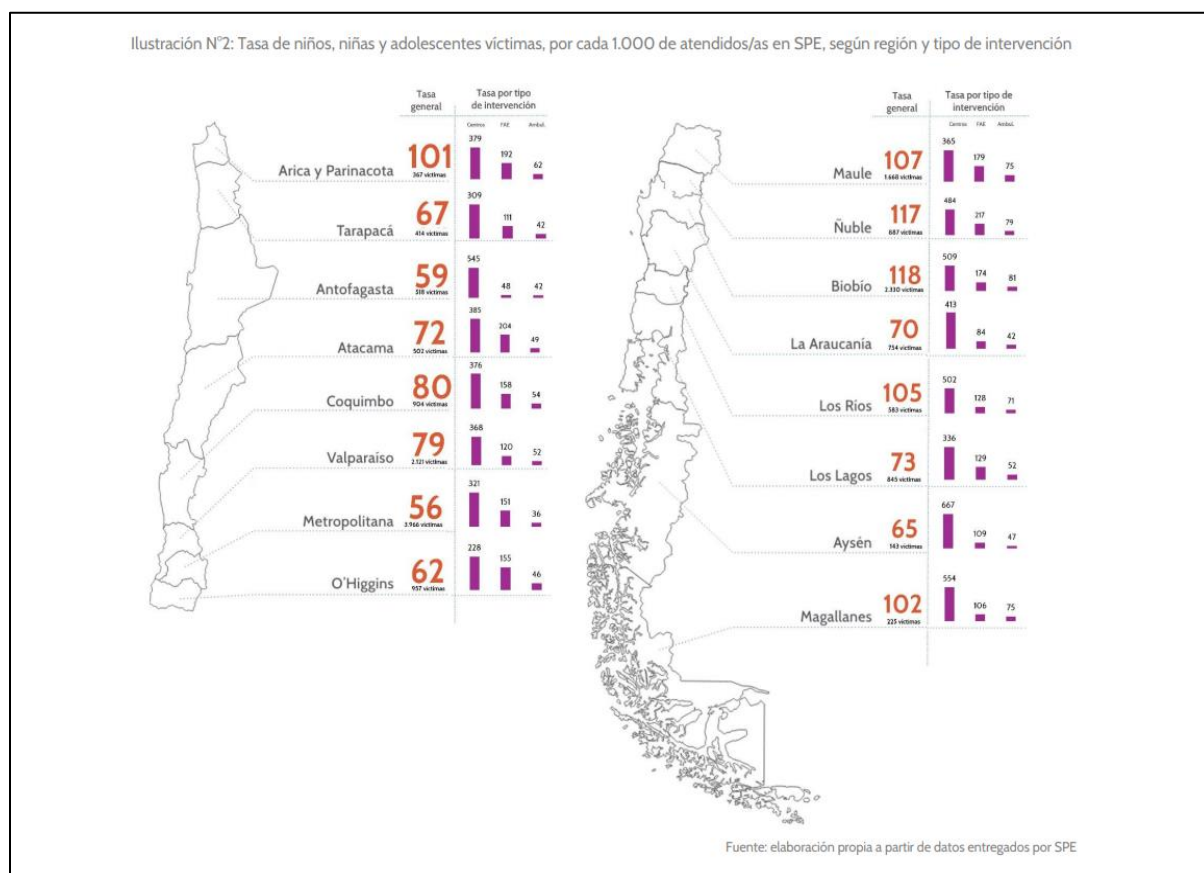 Ilustración N°2: Tasa de niños, niñas y adolescentes víctimas, por cada 1.000 de atendidos/as en SPE, según región y tipo de intervención
Tasa general
Tasa por tipo de intervención
Centros FAE Ambul.
Arica y Parinacota 101 379 192 62
367 víctimas
Tarapacá 67 309 111 42
414 víctimas
Antofagasta 59 545 48 42
518 víctimas
Atacama 72 385 204 49
502 víctimas
Coquimbo 80 376 158 54
904 víctimas
Valparaíso 79 368 120 52
2.121 víctimas
Metropolitana 56 321 151 36
3.966 víctimas
O'Higgins 62 228 155 46
957 víctimas
Tasa general
Tasa por tipo de intervención
Centros FAE Ambul.
Maule 107 365 179 75
1.668 víctimas
Ñuble 117 484 217 79
687 víctimas
Biobío 118 509 174 81
2.330 víctimas
La Araucanía 70 413 84 42
754 víctimas
Los Ríos 105 502 128 71
583 víctimas
Los Lagos 73 336 129 52
845 víctimas
Aysén 65 667 109 47
143 víctimas
Magallanes 102 554 106 75
225 víctimas
Fuente: elaboración propia a partir de datos entregados por SPE